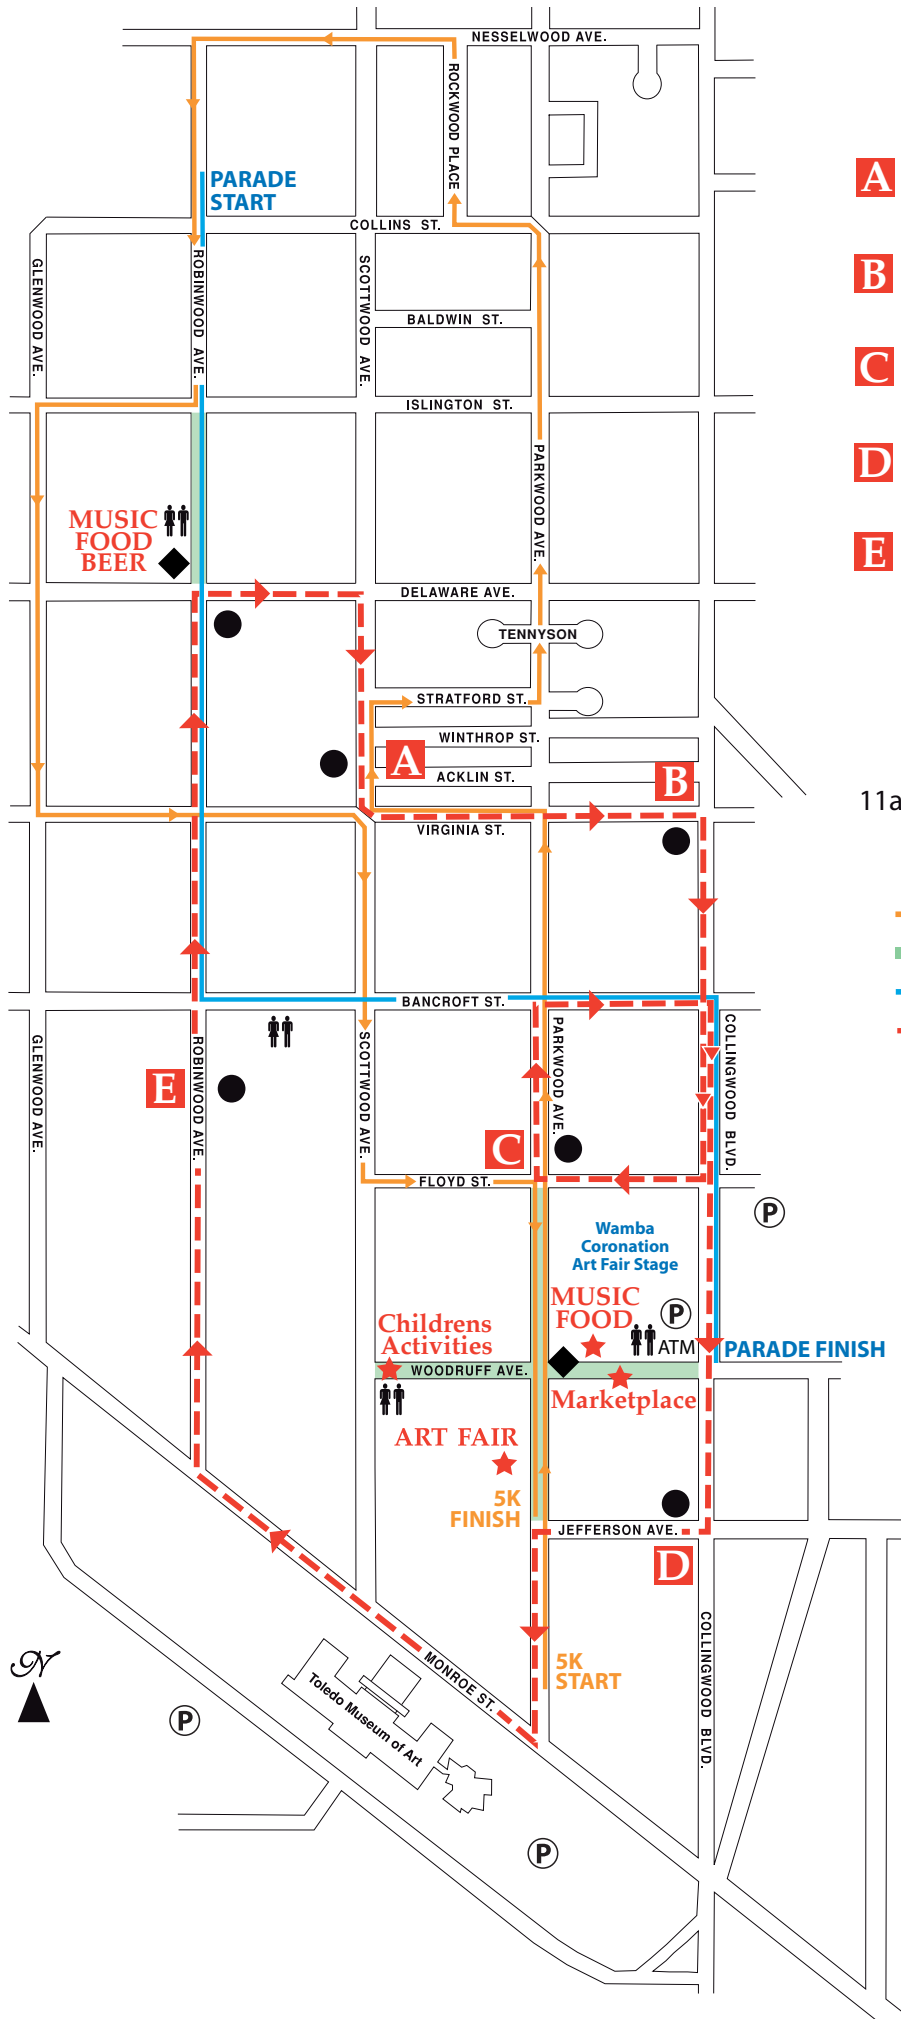 NESSELWOOD AVE.
ROCKWOOD PLACE
PARADE
START
A
COLLINS ST.
GLENWOOD AVE.
ROBINWOOD AVE.
SCOTTWOOD AVE.
B
BALDWIN ST.
C
ISLINGTON ST.
PARKWOOD AVE.
D
MUSIC
FOOD
BEER
E
DELAWARE AVE.
TENNYSON
STRATFORD ST.
WINTHROP ST.
A
ACKLIN ST.
B
11a
VIRGINIA ST.
BANCROFT ST.
GLENWOOD AVE.
ROBINWOOD AVE.
SCOTTWOOD AVE.
PARKWOOD AVE.
COLLINGWOOD BLVD.
E
C
FLOYD ST.
P
Wamba
Coronation
Art Fair Stage
MUSIC
FOOD
P
Childrens
Activities
ATM
PARADE FINISH
WOODRUFF AVE.
Marketplace
ART FAIR
5K
FINISH
JEFFERSON AVE.
D
COLLINGWOOD BLVD.
5K
START
N
MONROE ST.
Toledo Museum of Art
P
P